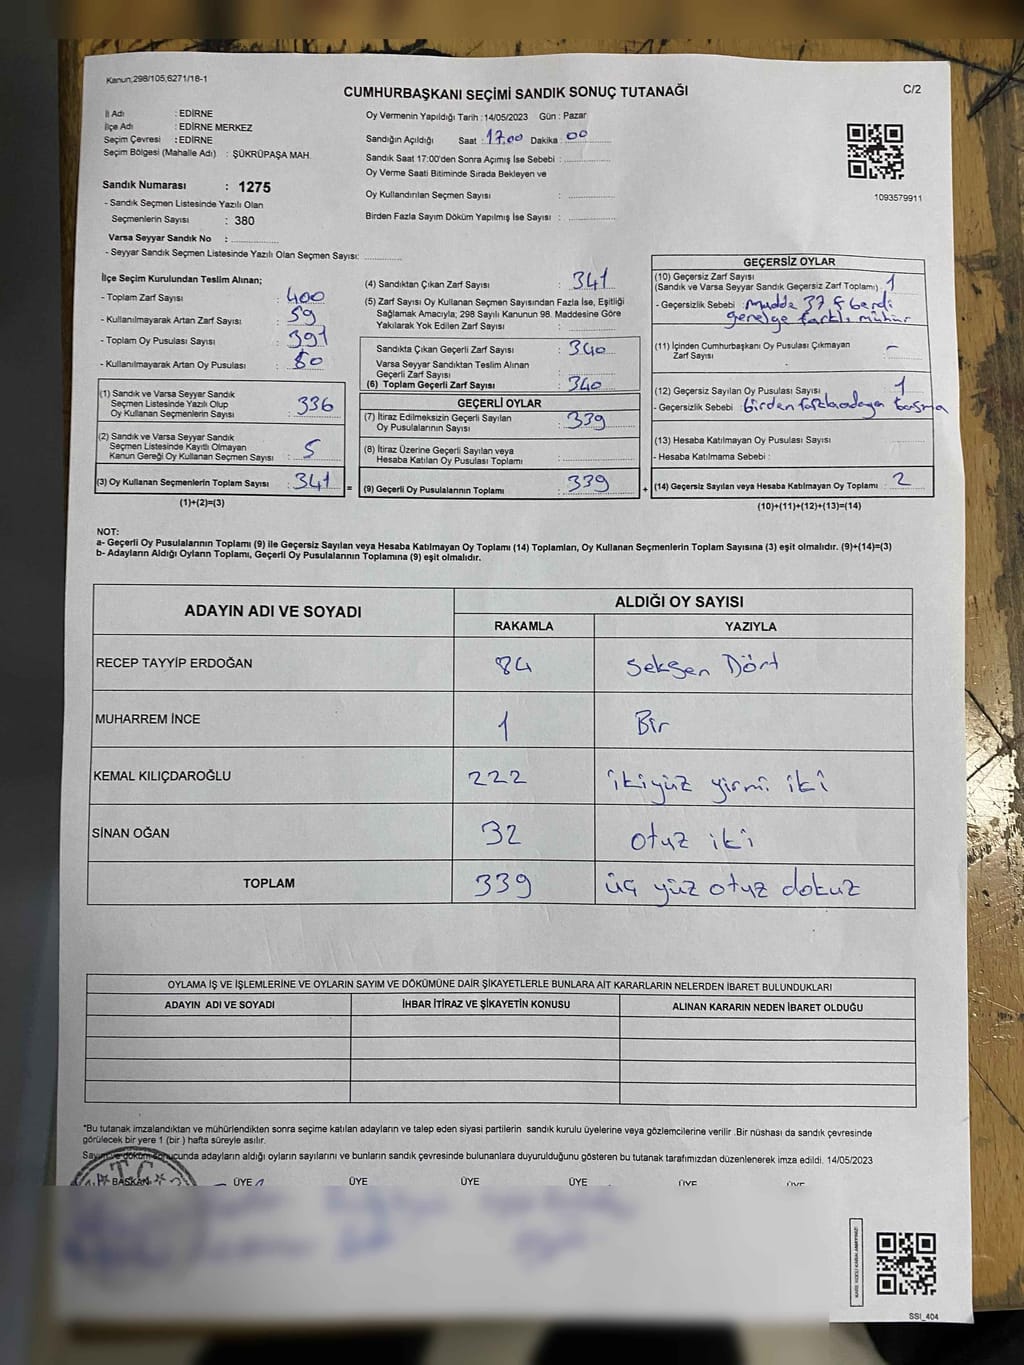 Kanun;298/105,6271/18-1
CUMHURBAŞKANI SEÇİMİ SANDIK SONUÇ TUTANAĞI
C/2
İl Adı : EDİRNE
İlçe Adı : EDİRNE MERKEZ
Seçim Çevresi : EDİRNE
Seçim Bölgesi (Mahalle Adı) : ŞÜKRÜPAŞA MAH.
Sandık Numarası : 1275
- Sandık Seçmen Listesinde Yazılı Olan
Seçmenlerin Sayısı : 380
Varsa Seyyar Sandık No :
- Seyyar Sandık Seçmen Listesinde Yazılı Olan Seçmen Sayısı:
Oy Vermenin Yapıldığı Tarih : 14/05/2023 Gün : Pazar
Sandığın Açıldığı Saat : 17.00 Dakika : 00
Sandık Saat 17:00'den Sonra Açımış İse Sebebi :
Oy Verme Saati Bitiminde Sırada Bekleyen ve
Oy Kullandırılan Seçmen Sayısı :
Birden Fazla Sayım Döküm Yapılmış İse Sayısı :
1093579911
İlçe Seçim Kurulundan Teslim Alınan;
- Toplam Zarf Sayısı : 400
- Kullanılmayarak Artan Zarf Sayısı : 59
- Toplam Oy Pusulası Sayısı : 391
- Kullanılmayarak Artan Oy Pusulası : 50
(1) Sandık ve Varsa Seyyar Sandık
Seçmen Listesinde Yazılı Olup
Oy Kullanan Seçmenlerin Sayısı : 336
(2) Sandık ve Varsa Seyyar Sandık
Seçmen Listesinde Kayıtlı Olmayan
Kanun Gereği Oy Kullanan Seçmen Sayısı : 5
(3) Oy Kullanan Seçmenlerin Toplam Sayısı : 341
(1)+(2)=(3)
(4) Sandıktan Çıkan Zarf Sayısı : 341
(5) Zarf Sayısı Oy Kullanan Seçmen Sayısından Fazla İse, Eşitliği
Sağlamak Amacıyla; 298 Sayılı Kanunun 98. Maddesine Göre
Yakılarak Yok Edilen Zarf Sayısı :
Sandıkta Çıkan Geçerli Zarf Sayısı : 340
Varsa Seyyar Sandıktan Teslim Alınan
Geçerli Zarf Sayısı :
(6) Toplam Geçerli Zarf Sayısı : 340
GEÇERLİ OYLAR
(7) İtiraz Edilmeksizin Geçerli Sayılan
Oy Pusulalarının Sayısı : 339
(8) İtiraz Üzerine Geçerli Sayılan veya
Hesaba Katılan Oy Pusulası Toplamı :
=
(9) Geçerli Oy Pusulalarının Toplamı : 339
+
GEÇERSİZ OYLAR
(10) Geçersiz Zarf Sayısı
(Sandık ve Varsa Seyyar Sandık Geçersiz Zarf Toplamı) : 1
- Geçersizlik Sebebi : madde 37 f bendi
genelge farklı mühür
(11) İçinden Cumhurbaşkanı Oy Pusulası Çıkmayan
Zarf Sayısı : -
(12) Geçersiz Sayılan Oy Pusulası Sayısı : 1
- Geçersizlik Sebebi : Birden fazla adaya basma
(13) Hesaba Katılmayan Oy Pusulası Sayısı
- Hesaba Katılmama Sebebi :
(14) Geçersiz Sayılan veya Hesaba Katılmayan Oy Toplamı : 2
(10)+(11)+(12)+(13)=(14)
NOT:
a- Geçerli Oy Pusulalarının Toplamı (9) ile Geçersiz Sayılan veya Hesaba Katılmayan Oy Toplamı (14) Toplamları, Oy Kullanan Seçmenlerin Toplam Sayısına (3) eşit olmalıdır. (9)+(14)=(3)
b- Adayların Aldığı Oyların Toplamı, Geçerli Oy Pusulalarının Toplamına (9) eşit olmalıdır.
ADAYIN ADI VE SOYADI
ALDIĞI OY SAYISI
RAKAMLA YAZIYLA
RECEP TAYYİP ERDOĞAN 84 Seksen Dört
MUHARREM İNCE 1 Bir
KEMAL KILIÇDAROĞLU 222 ikiyüz yirmi iki
SİNAN OĞAN 32 otuz iki
TOPLAM 339 üç yüz otuz dokuz
OYLAMA İŞ VE İŞLEMLERİNE VE OYLARIN SAYIM VE DÖKÜMÜNE DAİR ŞİKAYETLERLE BUNLARA AİT KARARLARIN NELERDEN İBARET BULUNDUKLARI
ADAYIN ADI VE SOYADI İHBAR İTİRAZ VE ŞİKAYETİN KONUSU ALINAN KARARIN NEDEN İBARET OLDUĞU
*Bu tutanak imzalandıktan ve mühürlendikten sonra seçime katılan adayların ve talep eden siyasi partilerin sandık kurulu üyelerine veya gözlemcilerine verilir .Bir nüshası da sandık çevresinde
görülecek bir yere 1 (bir ) hafta süreyle asılır.
Sayım ve döküm sonucunda adayların aldığı oyların sayılarını ve bunların sandık çevresinde bulunanlara duyurulduğunu gösteren bu tutanak tarafımızdan düzenlenerek imza edildi. 14/05/2023
T.C.
BAŞKAN ÜYE ÜYE ÜYE ÜYE ÜYE ÜYE
SSI_404